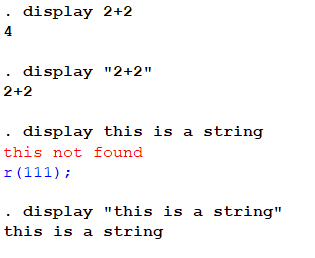 . display 2+2
4
. display "2+2"
2+2
. display this is a string
this not found
r(111);
. display "this is a string"
this is a string